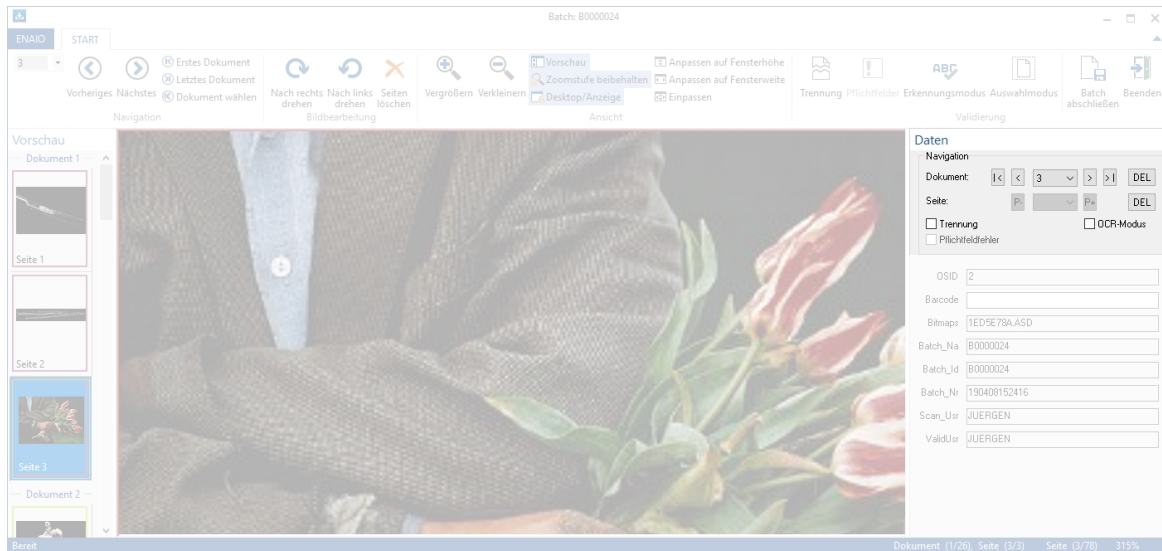 Batch: B0000024
ENAIO START
3
Vorheriges Nächstes
Erstes Dokument
Letztes Dokument
Dokument wählen
Navigation
Nach rechts drehen
Nach links drehen
Seiten löschen
Bildbearbeitung
Vergrößern Verkleinern
Vorschau
Zoomstufe beibehalten
Desktop/Anzeige
Anpassen auf Fensterhöhe
Anpassen auf Fensterweite
Einpassen
Ansicht
Trennung Pflichtfelder
ABC
Erkennungsmodus Auswahlmodus
Batch abschließen
Beenden
Validierung
Vorschau
Dokument 1
Seite 1
Seite 2
Seite 3
Dokument 2
Daten
Navigation
Dokument: |< < 3 > >| DEL
Seite: P- P+ DEL
Trennung OCR-Modus
Pflichtfeldfehler
OSID 2
Barcode
Bitmaps 1ED5E78A.ASD
Batch_Na B0000024
Batch_Id B0000024
Batch_Nr 190408152416
Scan_Usr JUERGEN
ValidUsr JUERGEN
Bereit
Dokument (1/26), Seite (3/3) Seite (3/78) 315%